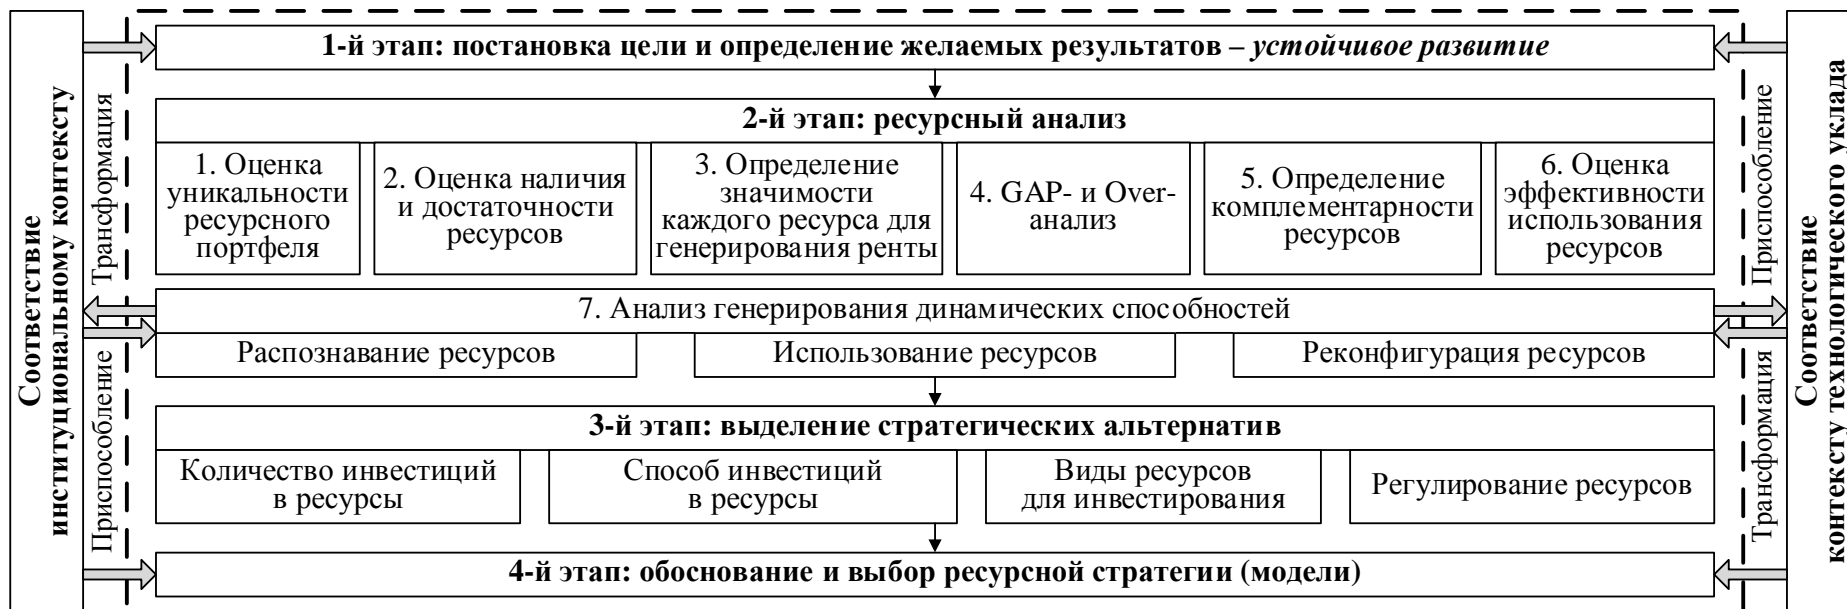 Соответствие
институциональному контексту
Трансформация
Приспособление
1-й этап: постановка цели и определение желаемых результатов – устойчивое развитие
2-й этап: ресурсный анализ
1. Оценка
уникальности
ресурсного
портфеля
2. Оценка наличия
и достаточности
ресурсов
3. Определение
значимости
каждого ресурса для
генерирования ренты
4. GAP- и Over-
анализ
5. Определение
комплементарности
ресурсов
6. Оценка
эффективности
использования
ресурсов
7. Анализ генерирования динамических способностей
Распознавание ресурсов
Использование ресурсов
Реконфигурация ресурсов
3-й этап: выделение стратегических альтернатив
Количество инвестиций
в ресурсы
Способ инвестиций
в ресурсы
Виды ресурсов
для инвестирования
Регулирование ресурсов
4-й этап: обоснование и выбор ресурсной стратегии (модели)
Приспособление
Трансформация
Соответствие
контексту технологического уклада